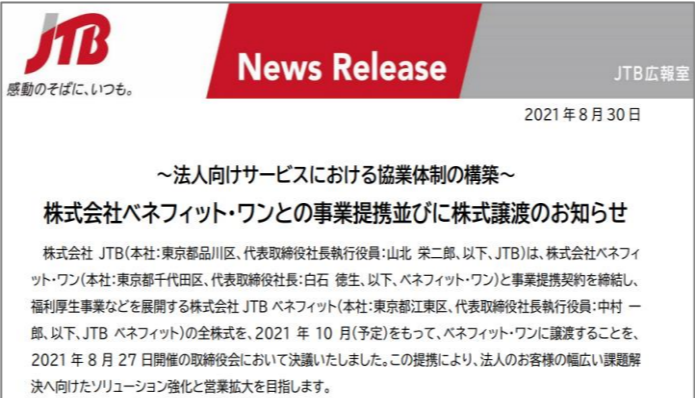 JTB
感動のそばに、いつも。
News Release
JTB広報室
2021年8月30日
～法人向けサービスにおける協業体制の構築～
株式会社ベネフィット・ワンとの事業提携並びに株式譲渡のお知らせ
株式会社 JTB(本社:東京都品川区、代表取締役社長執行役員:山北 栄二郎、以下、JTB)は、株式会社ベネフィ
ット・ワン(本社:東京都千代田区、代表取締役社長:白石 徳生、以下、ベネフィット・ワン)と事業提携契約を締結し、
福利厚生事業などを展開する株式会社 JTB ベネフィット(本社:東京都江東区、代表取締役社長執行役員:中村 一
郎、以下、JTB ベネフィット)の全株式を、2021 年 10 月(予定)をもって、ベネフィット・ワンに譲渡することを、
2021 年 8 月 27 日開催の取締役会において決議いたしました。この提携により、法人のお客様の幅広い課題解
決へ向けたソリューション強化と営業拡大を目指します。